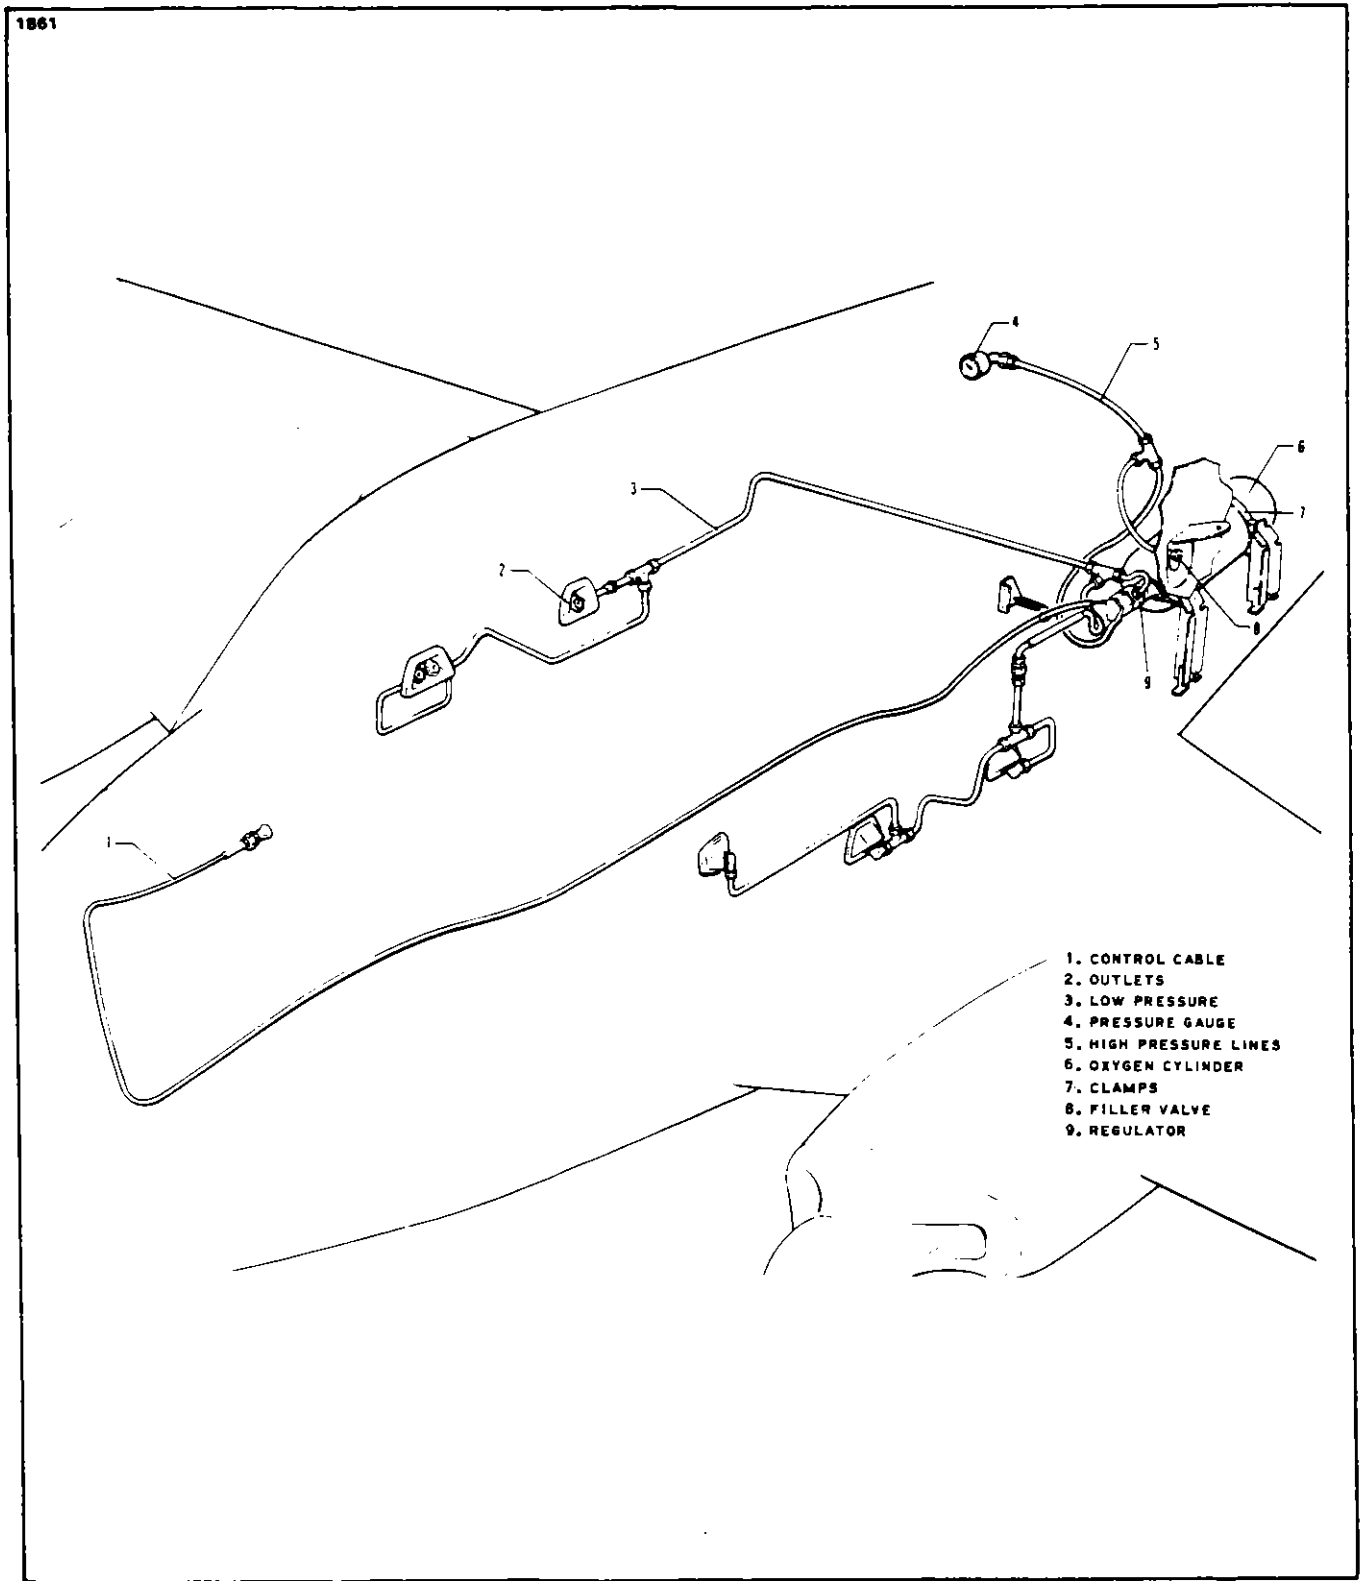 1861
4
5
6
3
7
2
8
9
1
1. CONTROL CABLE
2. OUTLETS
3. LOW PRESSURE
4. PRESSURE GAUGE
5. HIGH PRESSURE LINES
6. OXYGEN CYLINDER
7. CLAMPS
8. FILLER VALVE
9. REGULATOR